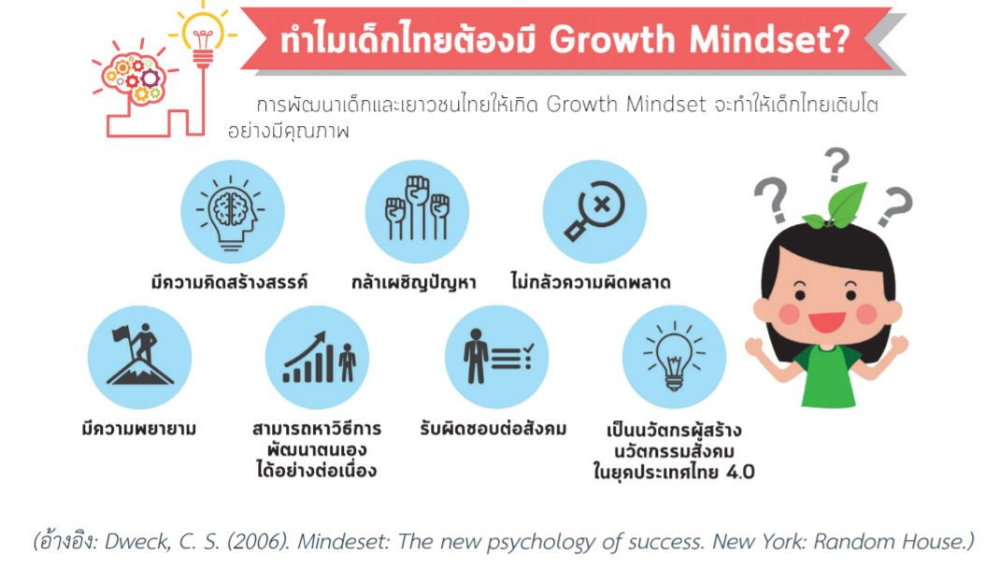 ทำไมเด็กไทยต้องมี Growth Mindset?
การพัฒนาเด็กและเยาวชนไทยให้เกิด Growth Mindset จะทำให้เด็กไทยเติบโต
อย่างมีคุณภาพ
มีความคิดสร้างสรรค์
กล้าเผชิญปัญหา
ไม่กลัวความผิดพลาด
มีความพยายาม
สามารถหาวิธีการ
พัฒนาตนเอง
ได้อย่างต่อเนื่อง
รับผิดชอบต่อสังคม
เป็นนวัตกรผู้สร้าง
นวัตกรรมสังคม
ในยุคประเทศไทย 4.0
(อ้างอิง: Dweck, C. S. (2006). Mindeset: The new psychology of success. New York: Random House.)